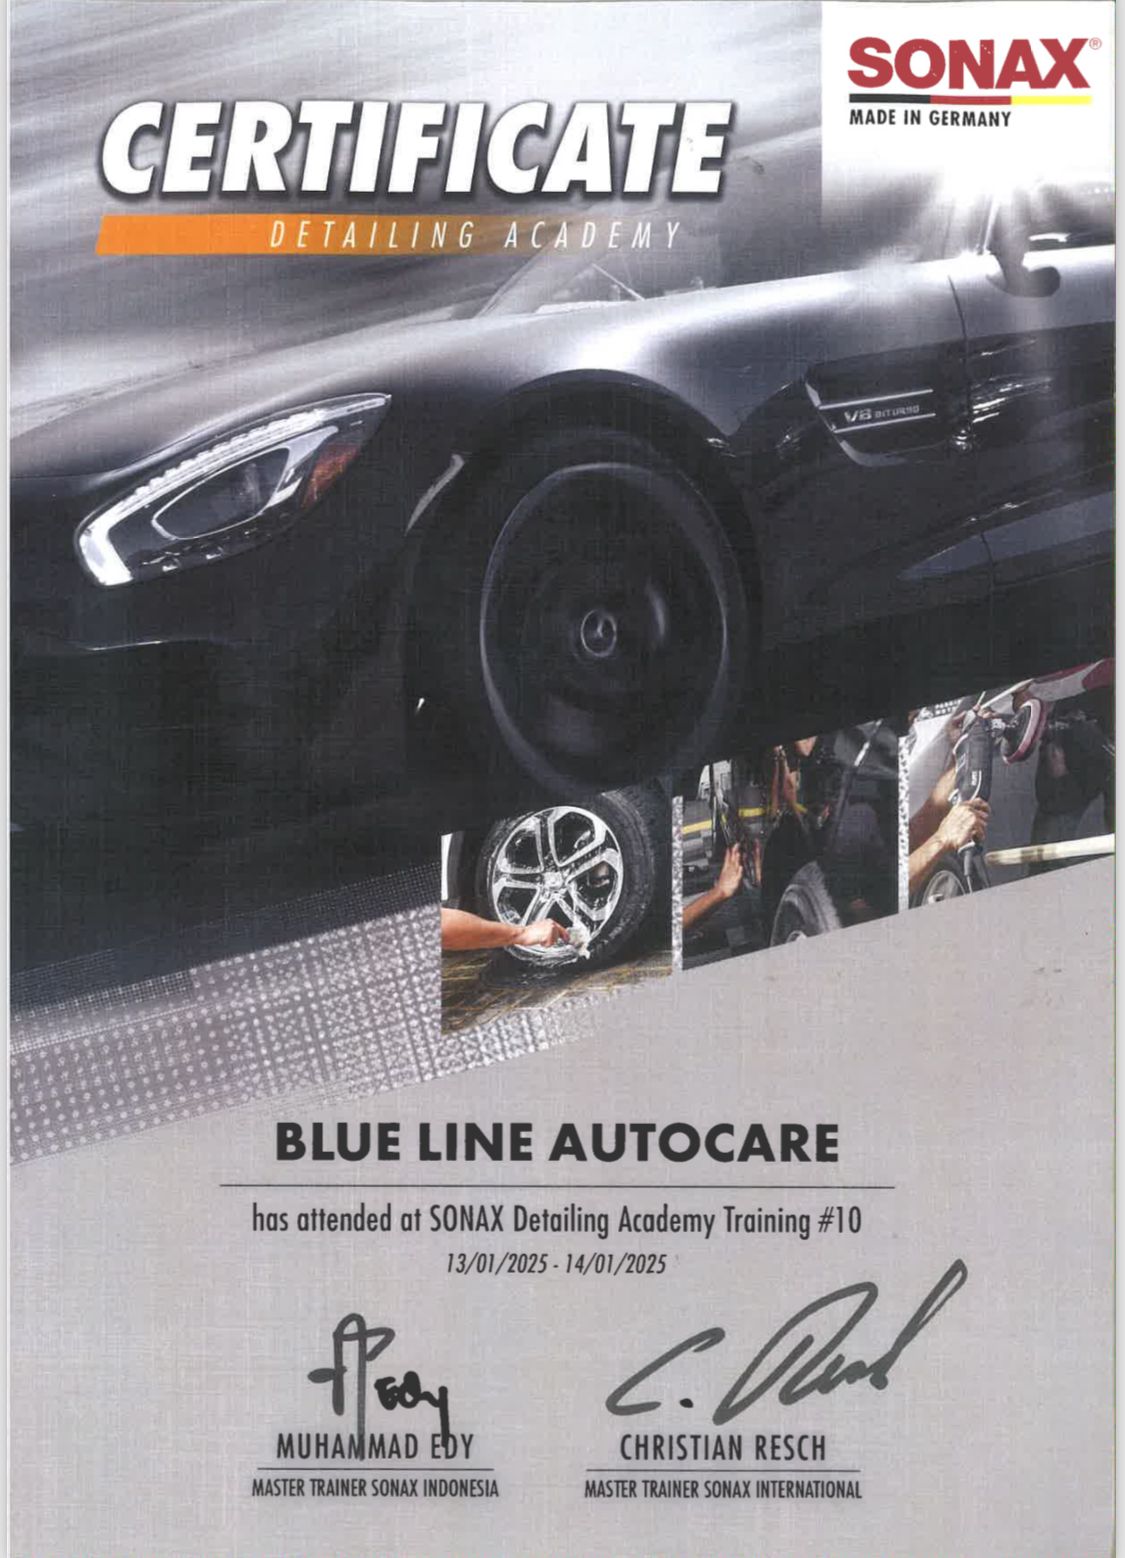 SONAX®
MADE IN GERMANY
CERTIFICATE
DETAILING ACADEMY
V8 BITURBO
BLUE LINE AUTOCARE
has attended at SONAX Detailing Academy Training #10
13/01/2025 - 14/01/2025
Edy
C. Resch
MUHAMMAD EDY
CHRISTIAN RESCH
MASTER TRAINER SONAX INDONESIA
MASTER TRAINER SONAX INTERNATIONAL